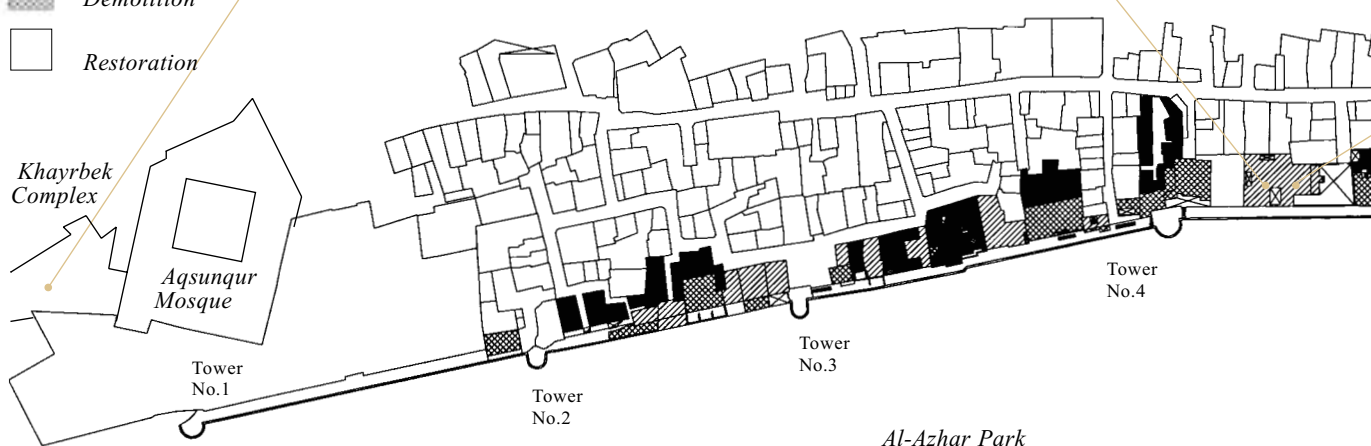 Demolition
Restoration
Khayrbek
Complex
Aqsunqur
Mosque
Tower
No.1
Tower
No.2
Tower
No.3
Tower
No.4
Al-Azhar Park